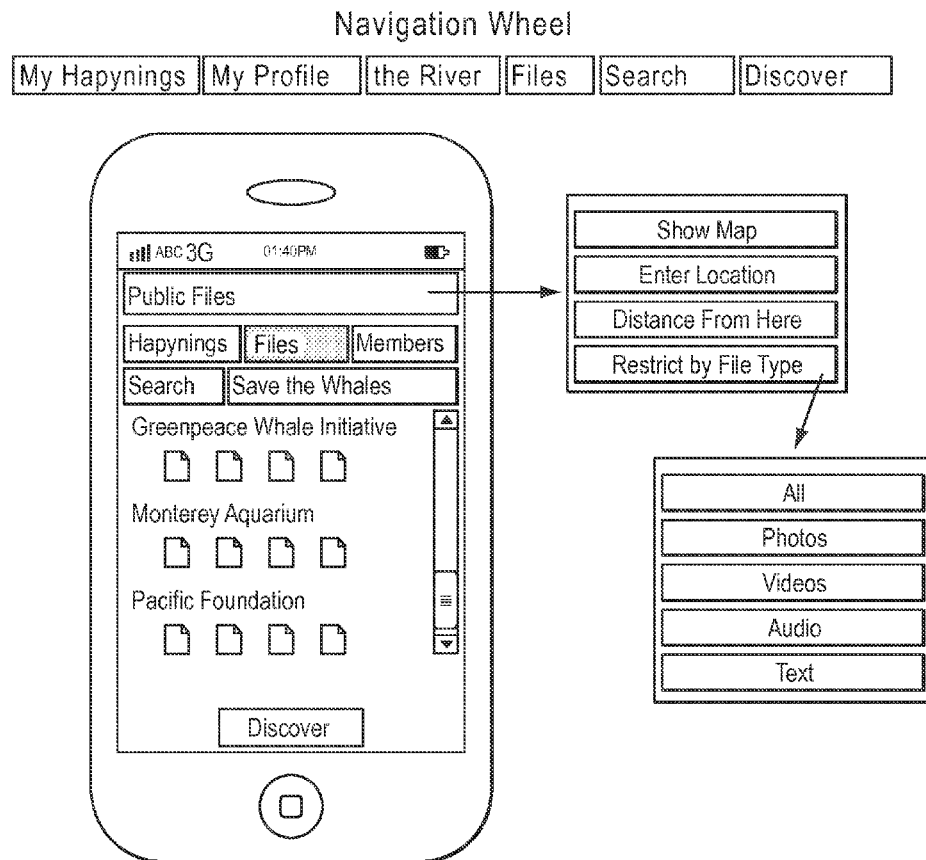 Navigation Wheel
My Hapynings My Profile the River Files Search Discover
ABC 3G 01:40PM
Public Files
Hapynings Files Members
Search Save the Whales
Greenpeace Whale Initiative
Monterey Aquarium
Pacific Foundation
Discover
Show Map
Enter Location
Distance From Here
Restrict by File Type
All
Photos
Videos
Audio
Text